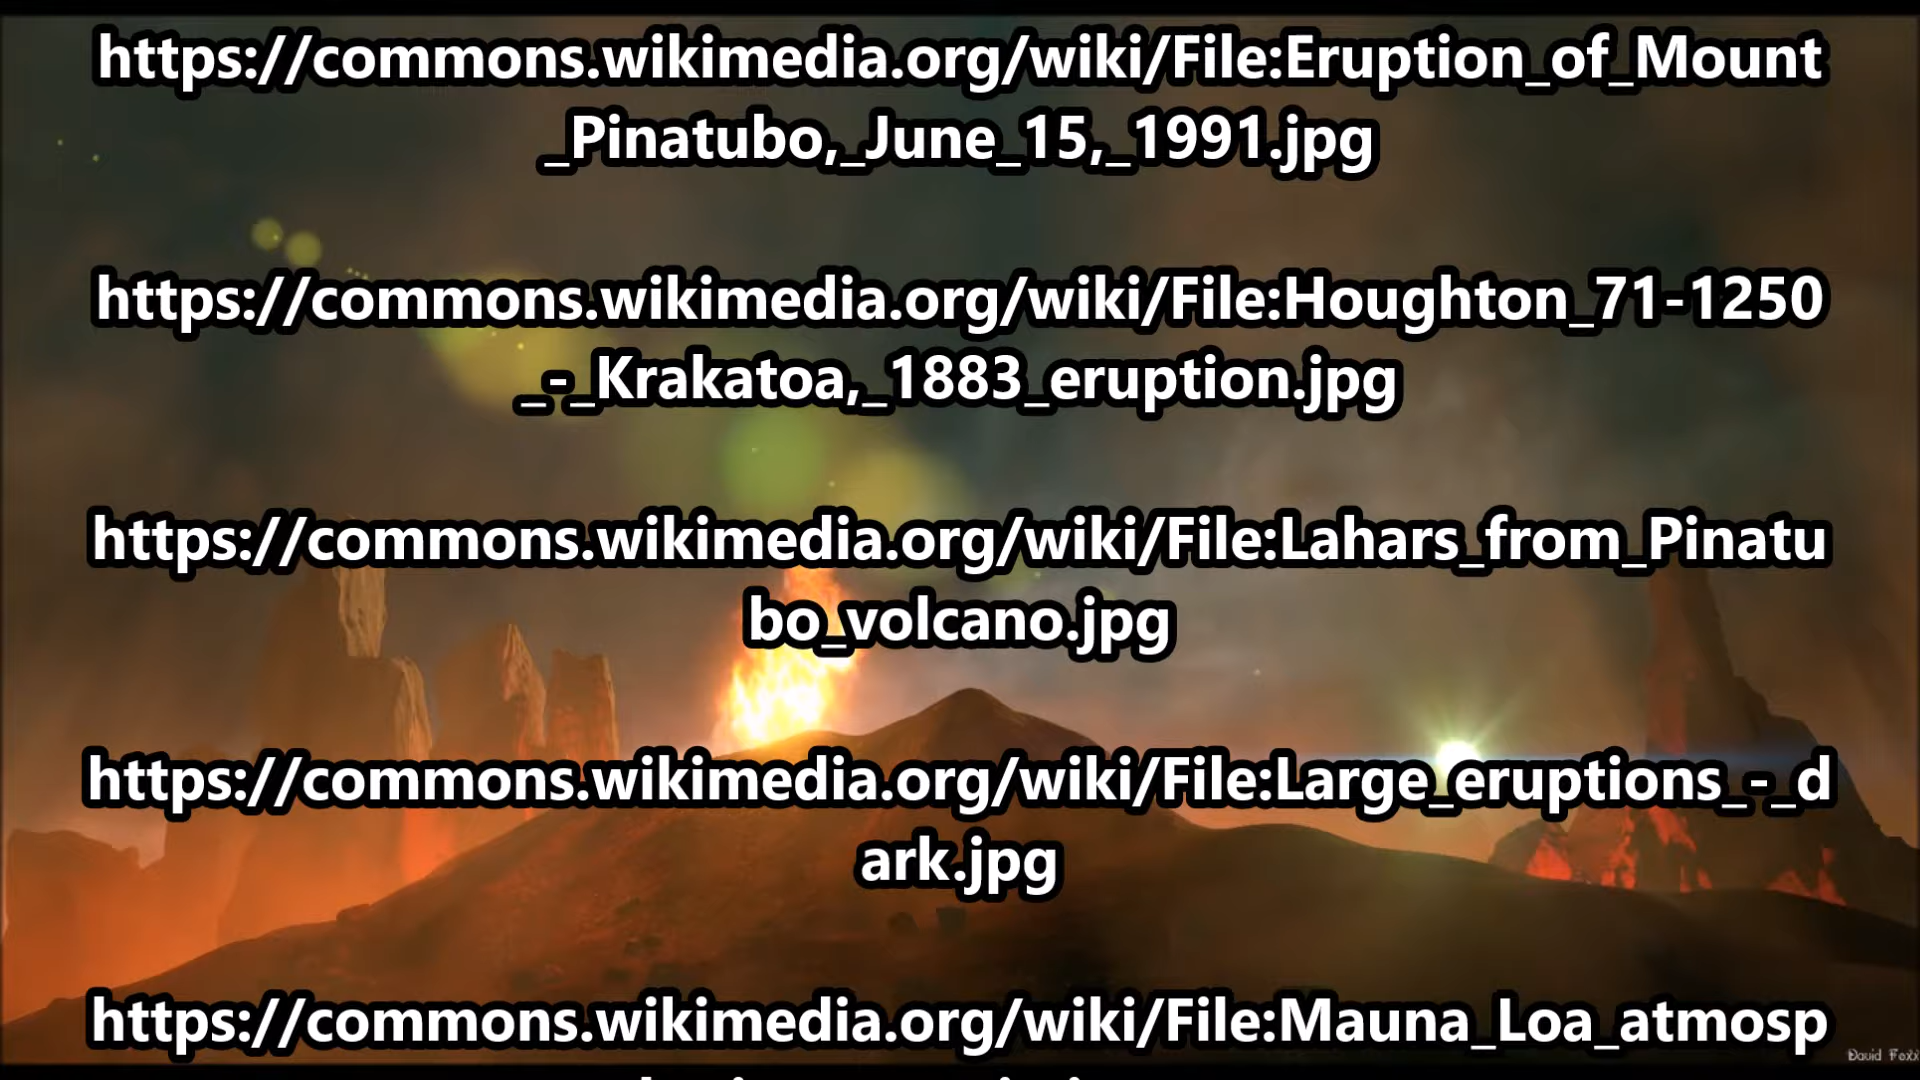 https://commons.wikimedia.org/wiki/File:Eruption_of_Mount
_Pinatubo,_June_15,_1991.jpg
https://commons.wikimedia.org/wiki/File:Houghton_71-1250
_-_Krakatoa,_1883_eruption.jpg
https://commons.wikimedia.org/wiki/File:Lahars_from_Pinatu
bo_volcano.jpg
https://commons.wikimedia.org/wiki/File:Large_eruptions_-_d
ark.jpg
https://commons.wikimedia.org/wiki/File:Mauna_Loa_atmosp
David Foxx